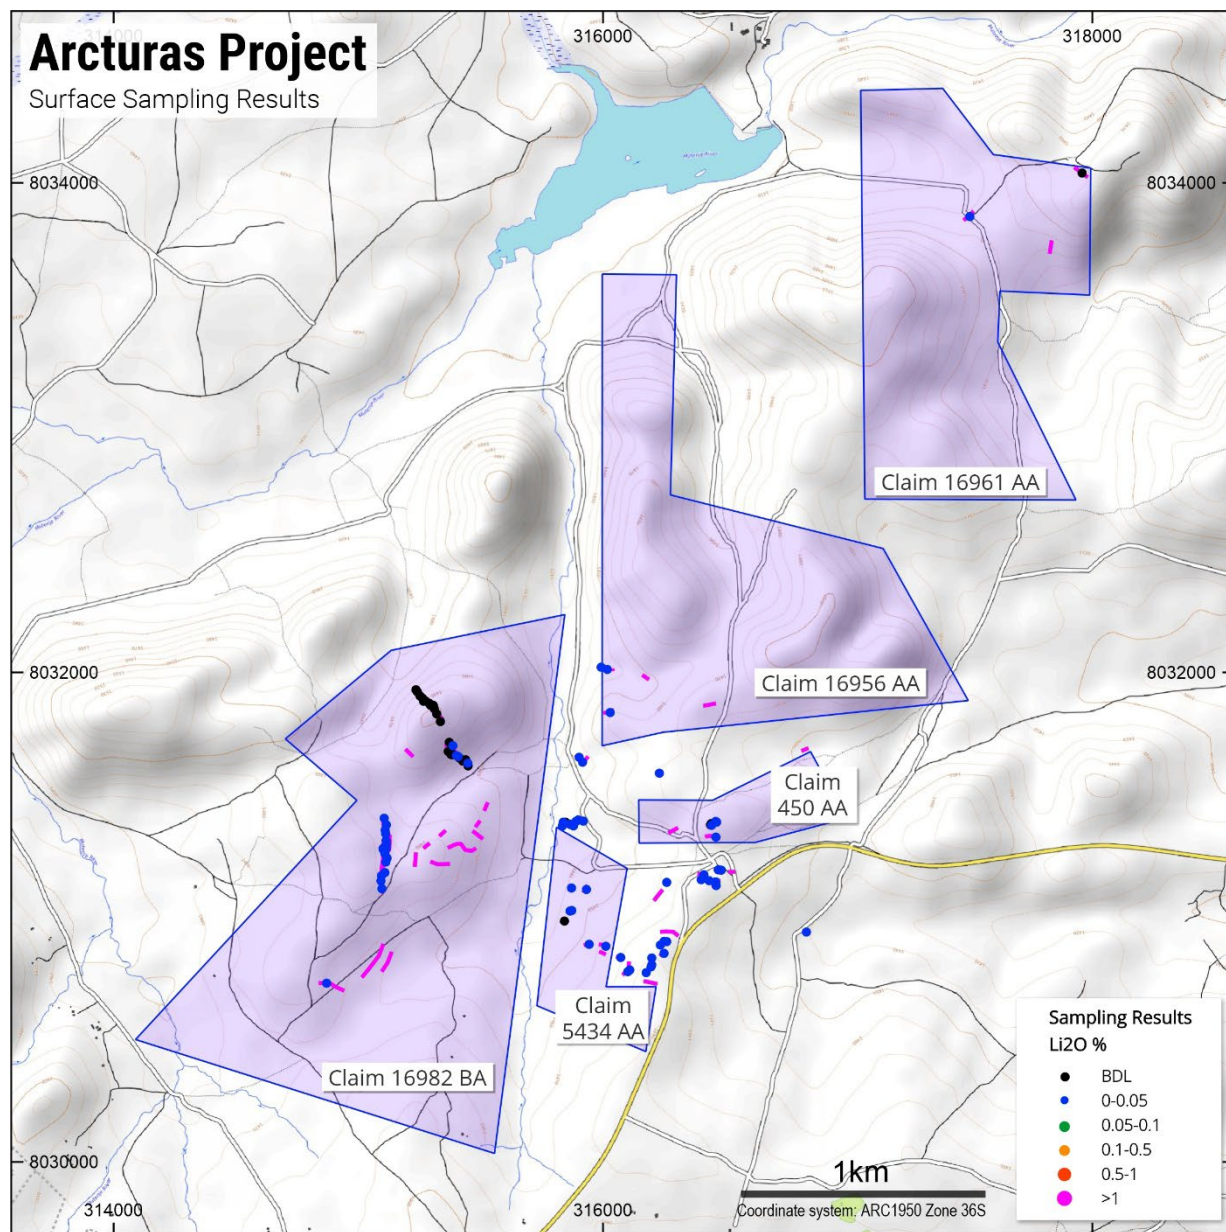 314000
316000
318000
Arcturas Project
Surface Sampling Results
8034000
8034000
Claim 16961 AA
8032000
8032000
Claim 16956 AA
Claim
450 AA
Claim
5434 AA
Claim 16982 BA
Sampling Results
Li2O %
BDL
0-0.05
0.05-0.1
0.1-0.5
0.5-1
>1
8030000
1km
Coordinate system: ARC1950 Zone 36S
314000
316000